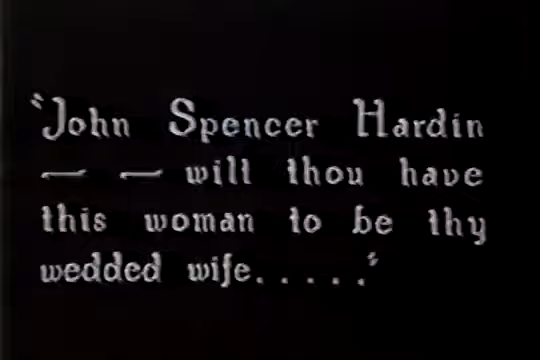 "John Spencer Hardin
— — will thou have
this woman to be thy
wedded wife....."